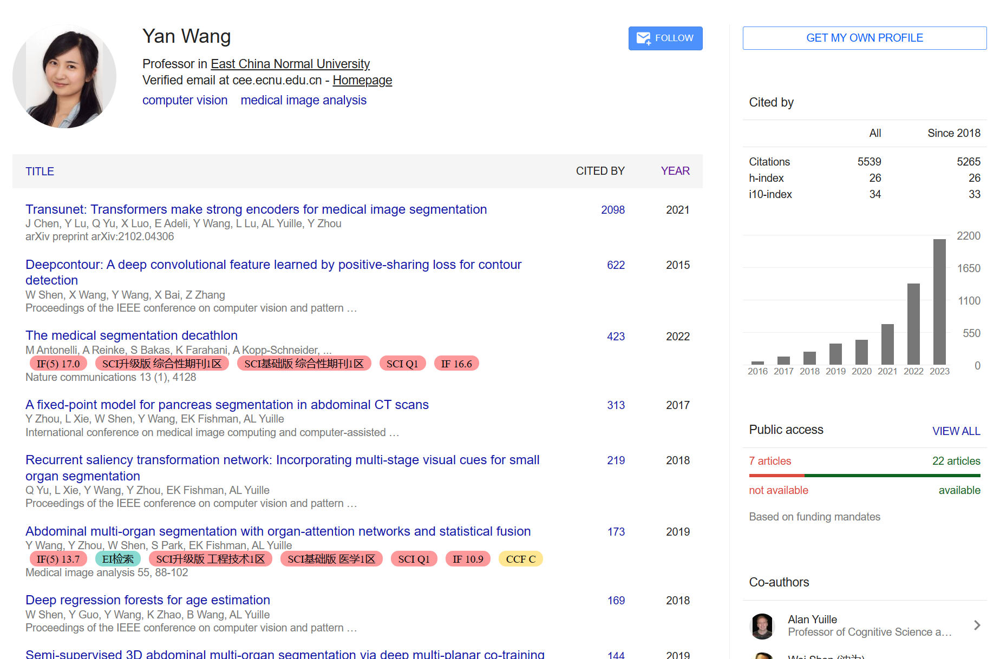 Yan Wang
FOLLOW
Professor in East China Normal University
Verified email at cee.ecnu.edu.cn - Homepage
computer vision medical image analysis
TITLE CITED BY YEAR
Transunet: Transformers make strong encoders for medical image segmentation 2098 2021
J Chen, Y Lu, Q Yu, X Luo, E Adeli, Y Wang, L Lu, AL Yuille, Y Zhou
arXiv preprint arXiv:2102.04306
Deepcontour: A deep convolutional feature learned by positive-sharing loss for contour 622 2015
detection
W Shen, X Wang, Y Wang, X Bai, Z Zhang
Proceedings of the IEEE conference on computer vision and pattern …
The medical segmentation decathlon 423 2022
M Antonelli, A Reinke, S Bakas, K Farahani, A Kopp-Schneider, ...
IF(5) 17.0 SCI升级版 综合性期刊1区 SCI基础版 综合性期刊1区 SCI Q1 IF 16.6
Nature communications 13 (1), 4128
A fixed-point model for pancreas segmentation in abdominal CT scans 313 2017
Y Zhou, L Xie, W Shen, Y Wang, EK Fishman, AL Yuille
International conference on medical image computing and computer-assisted …
Recurrent saliency transformation network: Incorporating multi-stage visual cues for small 219 2018
organ segmentation
Q Yu, L Xie, Y Wang, Y Zhou, EK Fishman, AL Yuille
Proceedings of the IEEE conference on computer vision and pattern …
Abdominal multi-organ segmentation with organ-attention networks and statistical fusion 173 2019
Y Wang, Y Zhou, W Shen, S Park, EK Fishman, AL Yuille
IF(5) 13.7 EI检索 SCI升级版 工程技术1区 SCI基础版 医学1区 SCI Q1 IF 10.9 CCF C
Medical image analysis 55, 88-102
Deep regression forests for age estimation 169 2018
W Shen, Y Guo, Y Wang, K Zhao, B Wang, AL Yuille
Proceedings of the IEEE conference on computer vision and pattern …
Semi-supervised 3D abdominal multi-organ segmentation via deep multi-planar co-training 144 2019
GET MY OWN PROFILE
Cited by
All Since 2018
Citations 5539 5265
h-index 26 26
i10-index 34 33
2200
1650
1100
550
0
2016 2017 2018 2019 2020 2021 2022 2023
Public access VIEW ALL
7 articles 22 articles
not available available
Based on funding mandates
Co-authors
Alan Yuille
Professor of Cognitive Science a…
Wei Shen (沈为)